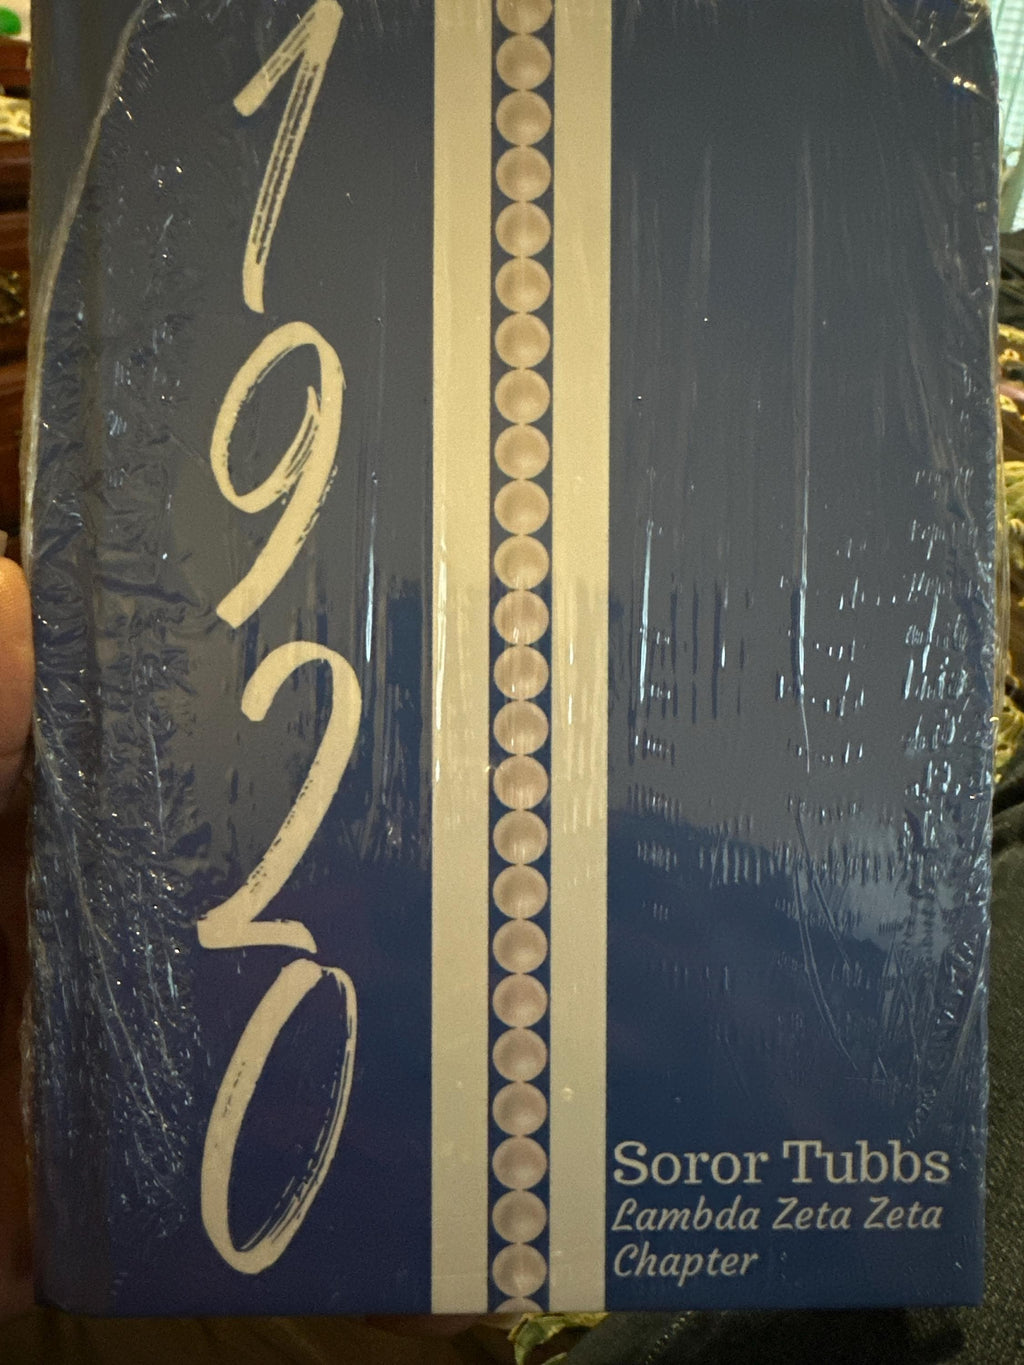 1920
Soror Tubbs
Lambda Zeta Zeta
Chapter